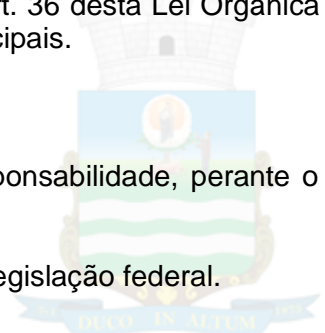 rt. 36 desta Lei Orgânica
cipais.
ponsabilidade, perante o
egislação federal.
DUCO IN ALTUM